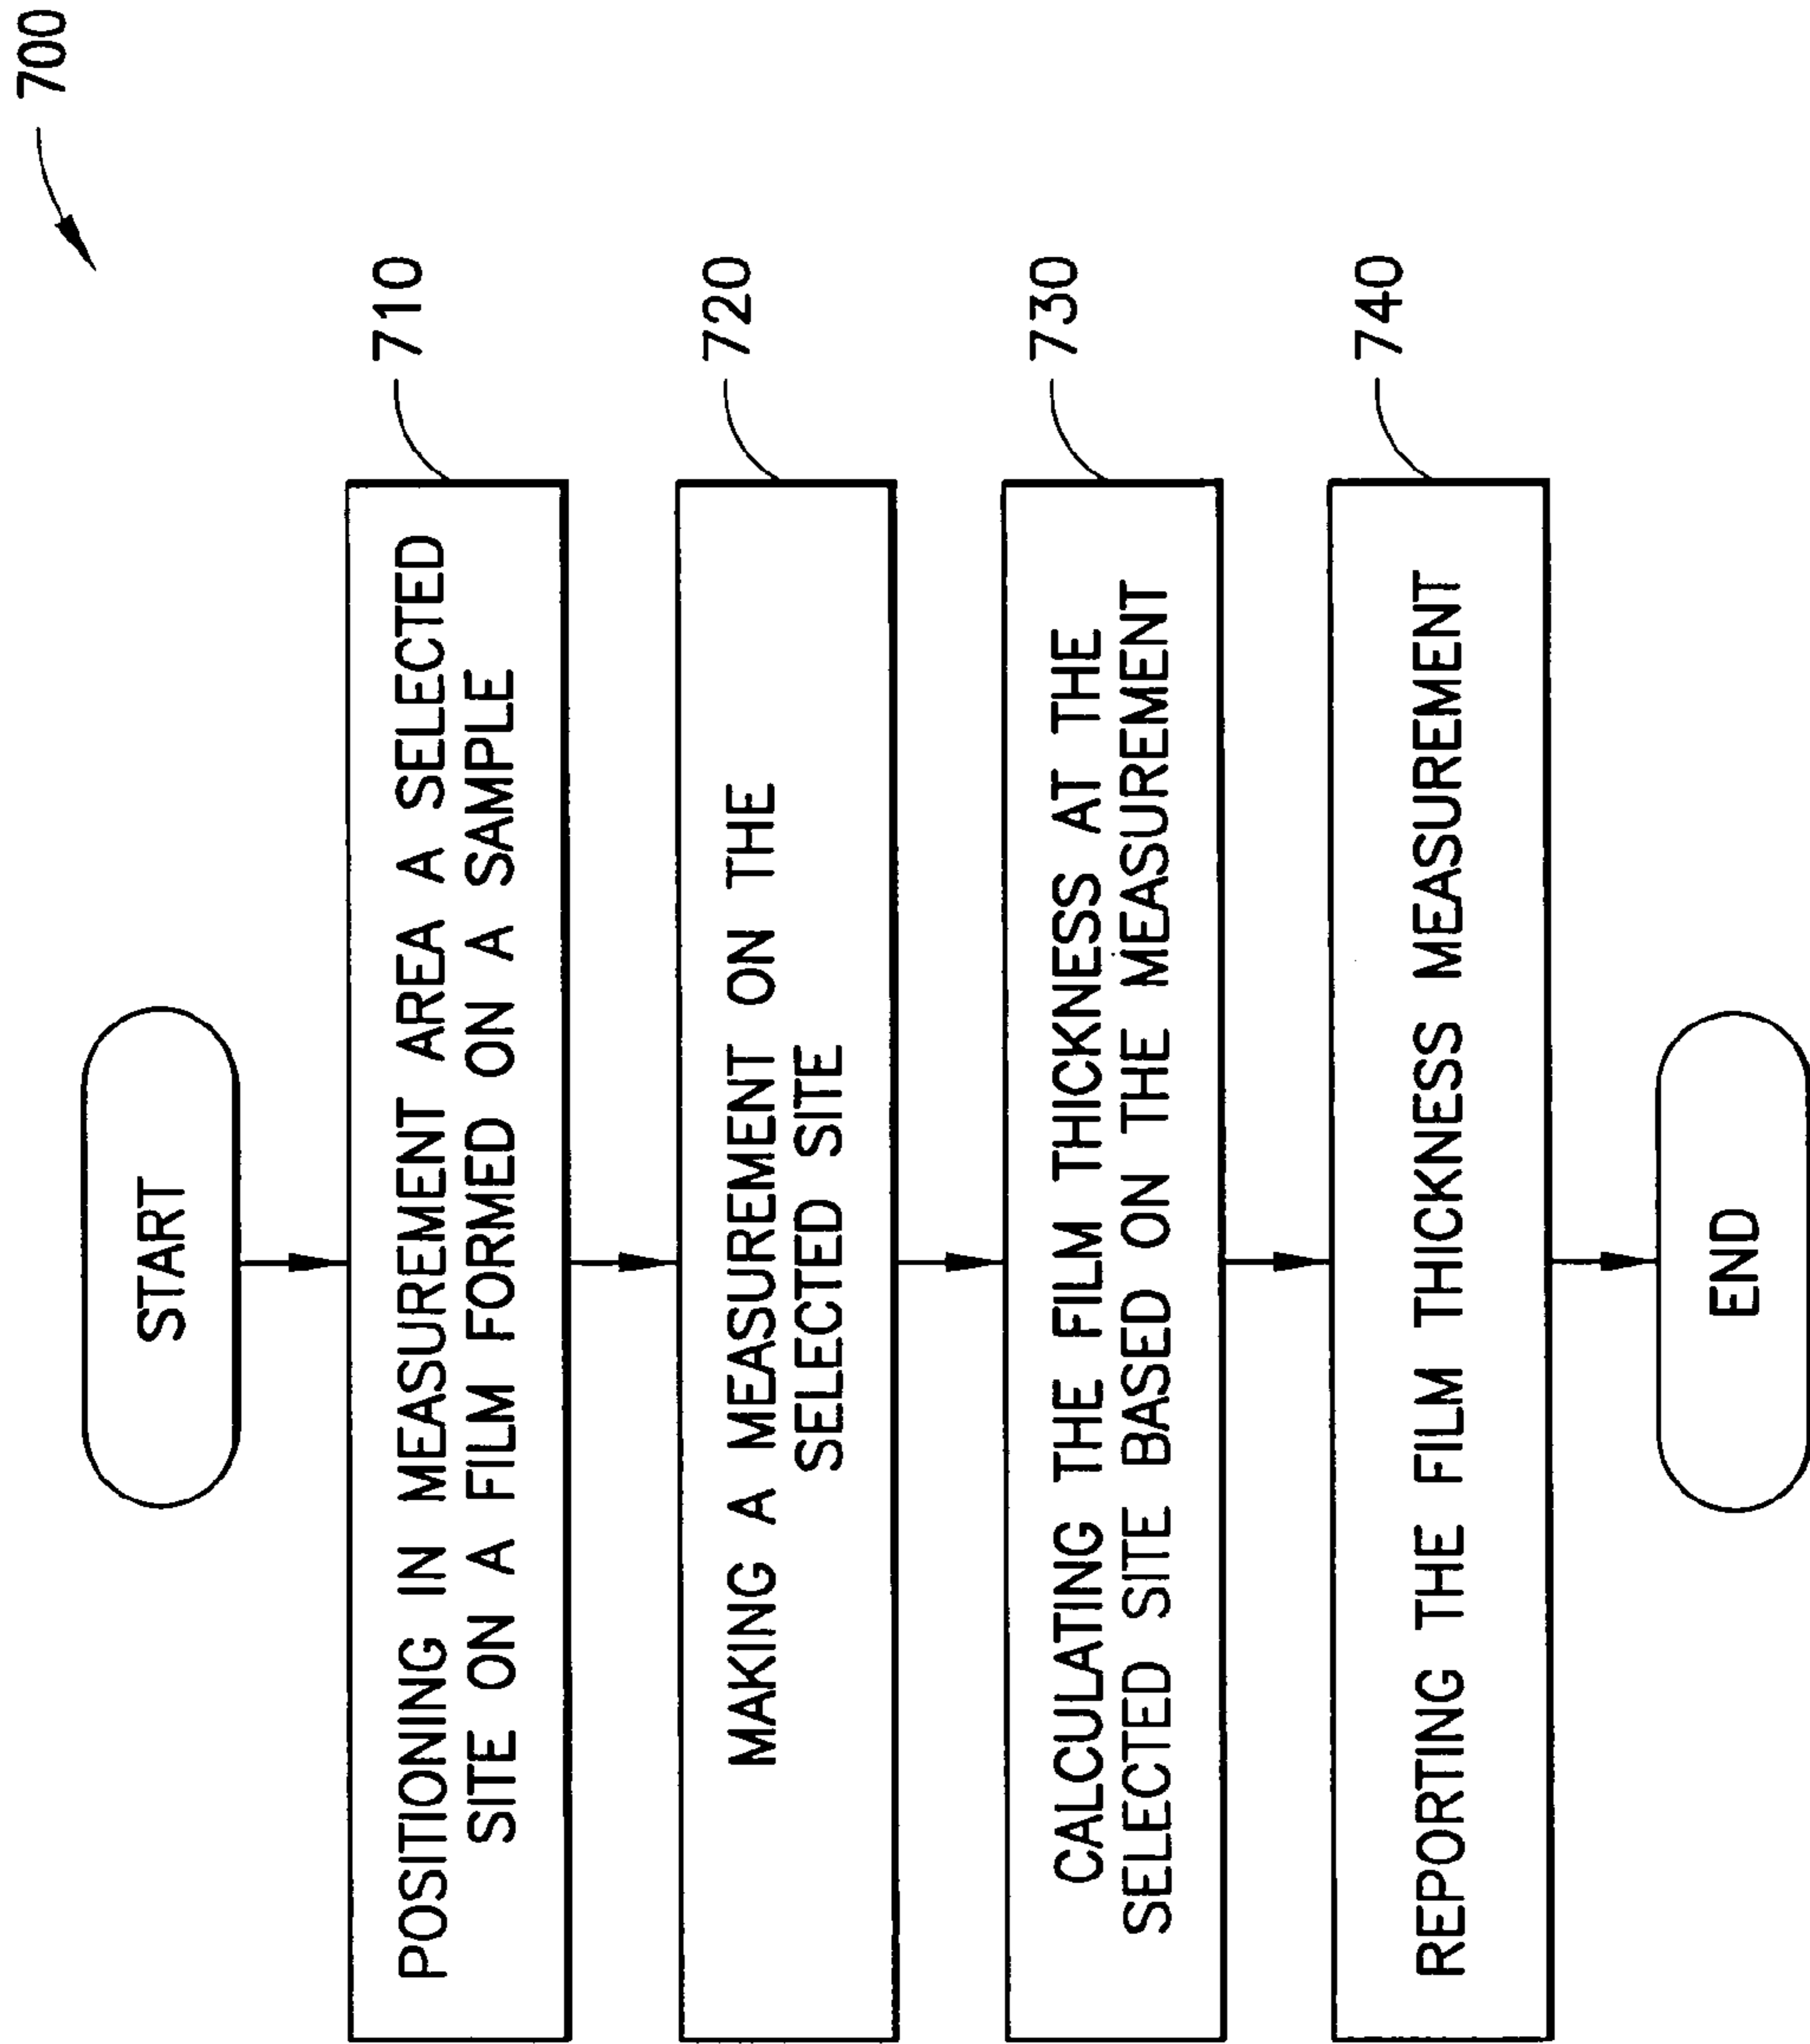 700
START
710
POSITIONING IN MEASUREMENT AREA A SELECTED
SITE ON A FILM FORMED ON A SAMPLE
720
MAKING A MEASUREMENT ON THE
SELECTED SITE
730
CALCULATING THE FILM THICKNESS AT THE
SELECTED SITE BASED ON THE MEASUREMENT
740
REPORTING THE FILM THICKNESS MEASUREMENT
END